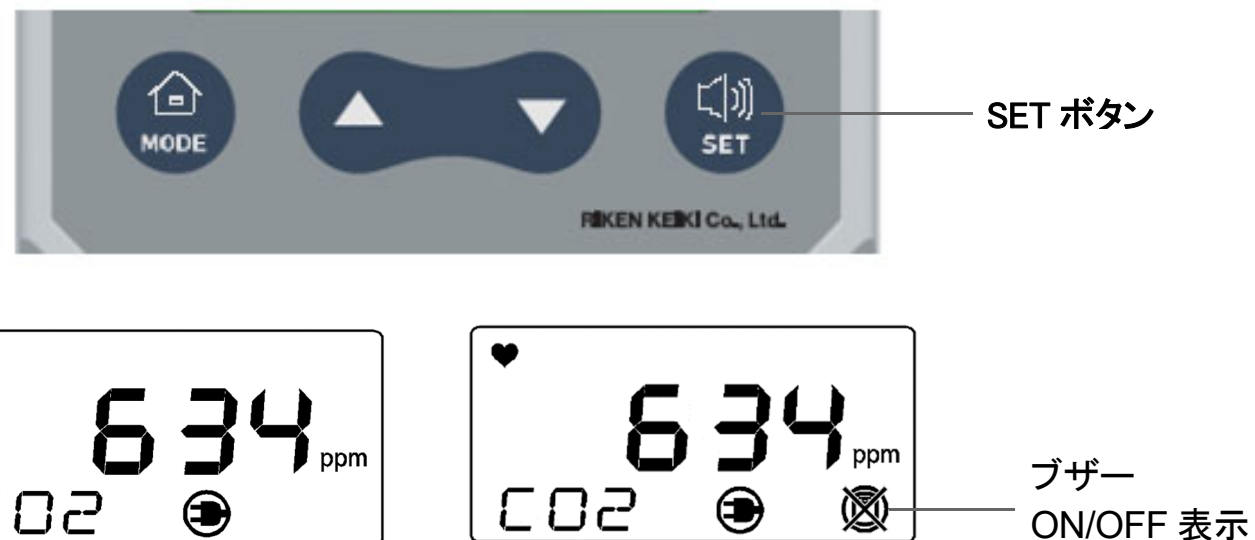 MODE
SET
SET ボタン
RIKEN KEIKI Co., Ltd.
634 ppm
O2
634 ppm
CO2
ブザー
ON/OFF 表示